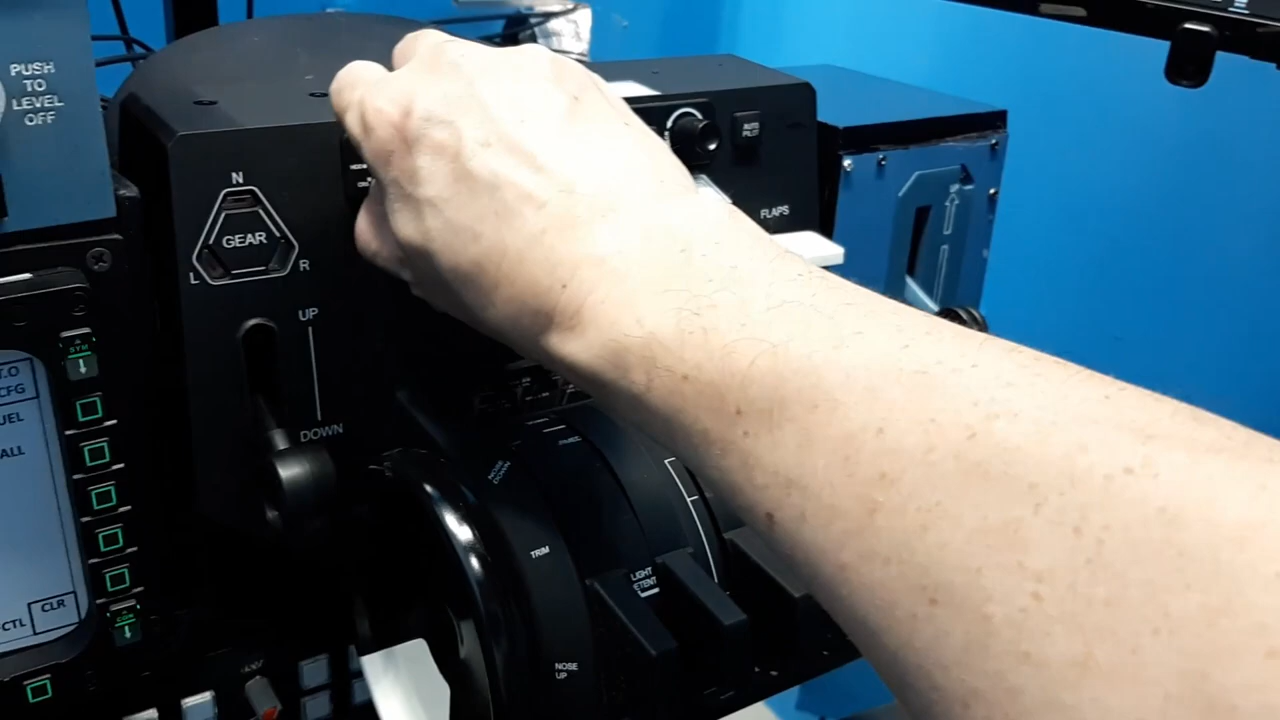 PUSH
TO
LEVEL
OFF
N
GEAR
L
R
UP
DOWN
AUTO
PILOT
FLAPS
SYM
T.O
CFG
UEL
ALL
CTL
CLR
NOSE
DOWN
TRIM
NOSE
UP
LIGHT